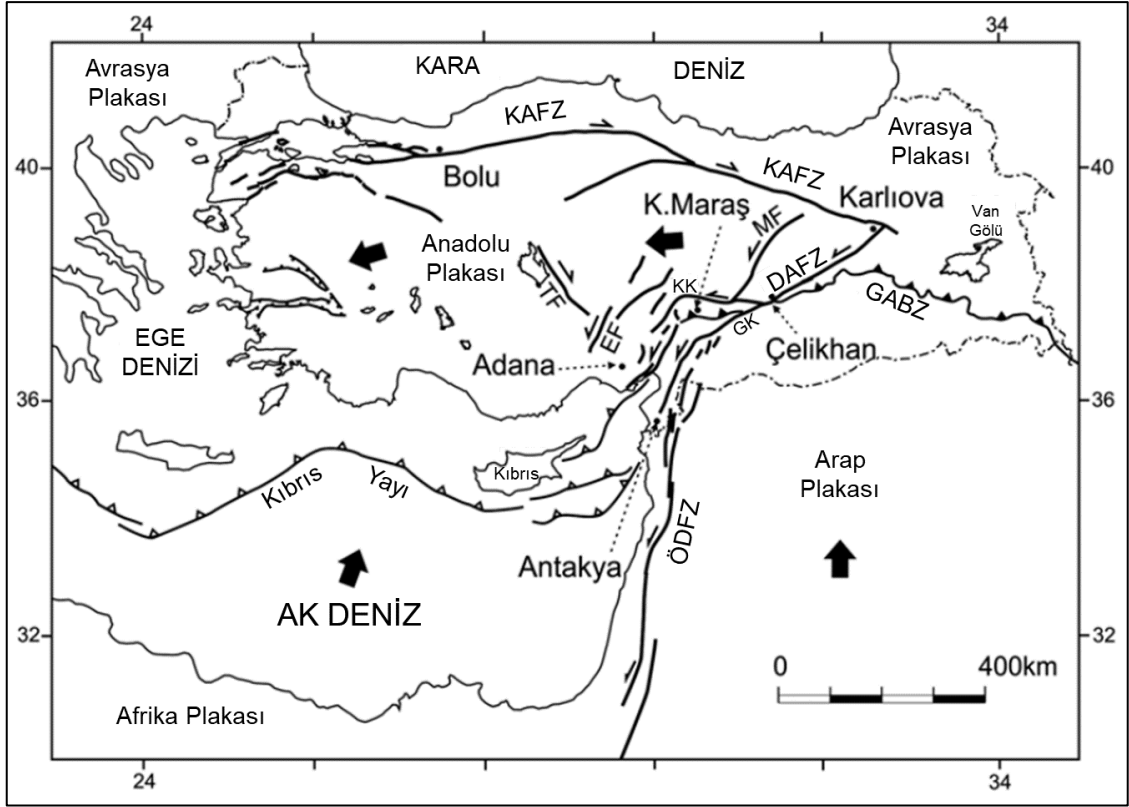 24
34
Avrasya
Plakası
KARA
DENİZ
KAFZ
Avrasya
Plakası
40
40
KAFZ
Bolu
Karlıova
K.Maraş
Van
Gölü
MF
Anadolu
Plakası
DAFZ
TF
KK
GABZ
EGE
DENİZİ
EF
GK
Çelikhan
Adana
36
36
Kıbrıs
Kıbrıs
Yayı
Arap
Plakası
ÖDFZ
Antakya
AK DENİZ
32
32
0
400km
Afrika Plakası
24
34